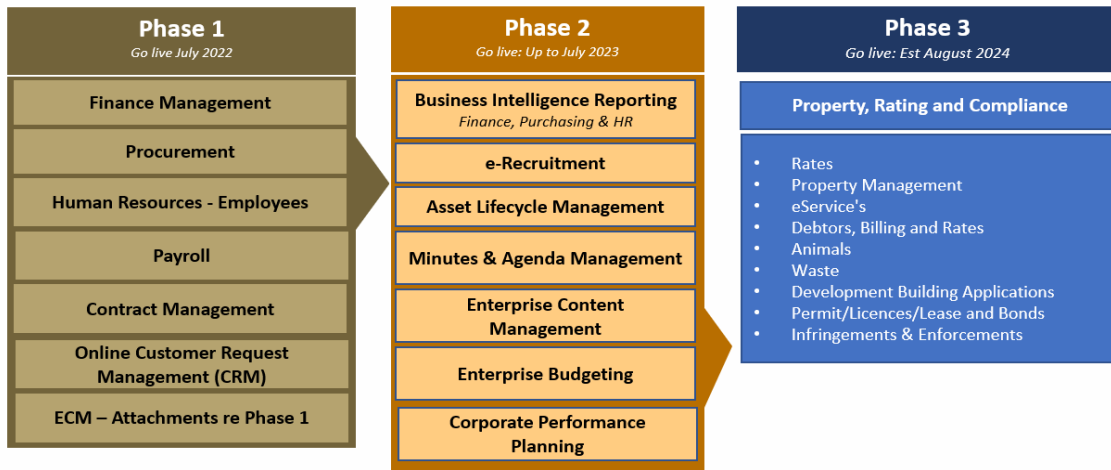 Phase 1
Go live July 2022
Finance Management
Procurement
Human Resources - Employees
Payroll
Contract Management
Online Customer Request
Management (CRM)
ECM – Attachments re Phase 1
Phase 2
Go live: Up to July 2023
Business Intelligence Reporting
Finance, Purchasing & HR
e-Recruitment
Asset Lifecycle Management
Minutes & Agenda Management
Enterprise Content
Management
Enterprise Budgeting
Corporate Performance
Planning
Phase 3
Go live: Est August 2024
Property, Rating and Compliance
• Rates
• Property Management
• eService's
• Debtors, Billing and Rates
• Animals
• Waste
• Development Building Applications
• Permit/Licences/Lease and Bonds
• Infringements & Enforcements